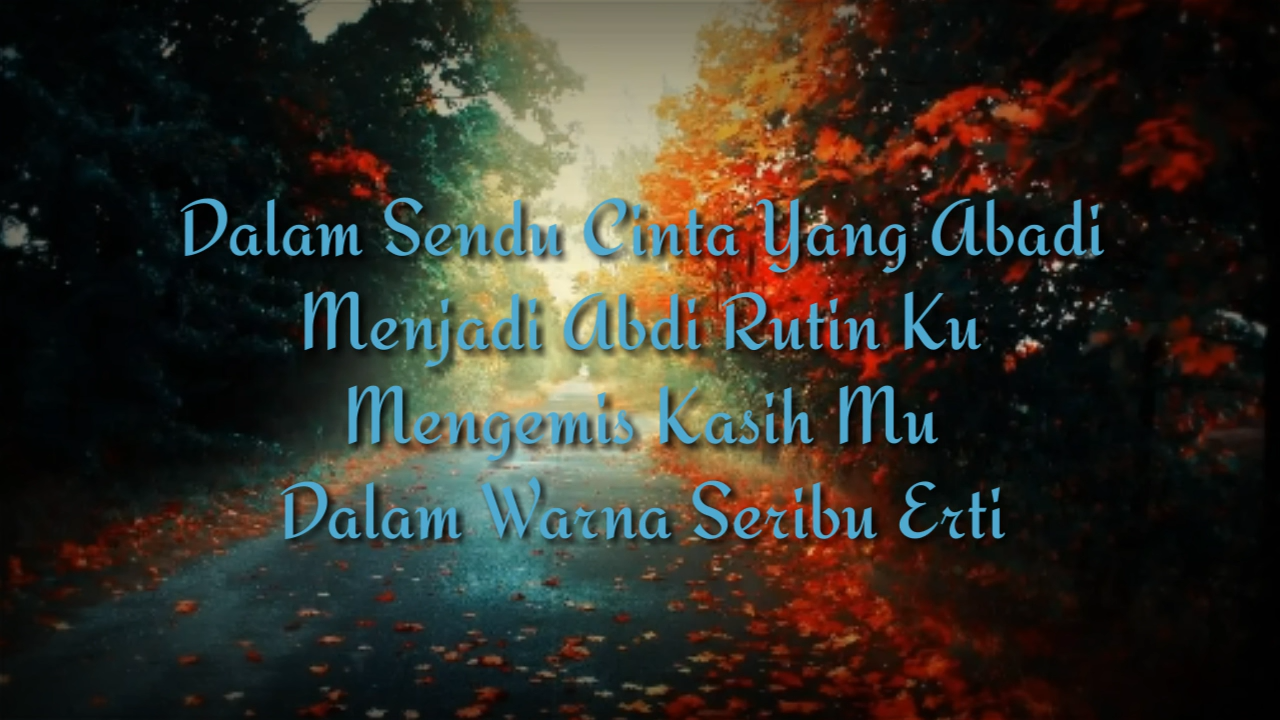 Dalam Sendu Cinta Yang Abadi
Menjadi Abdi Rutin Ku
Mengemis Kasih Mu
Dalam Warna Seribu Erti